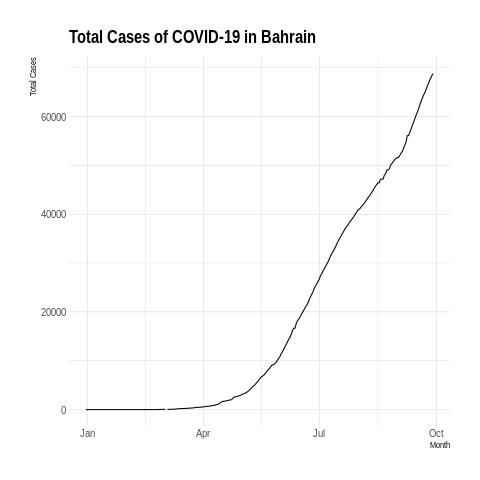 Total Cases of COVID-19 in Bahrain
Total Cases
60000
40000
20000
0
Jan Apr Jul Oct
Month